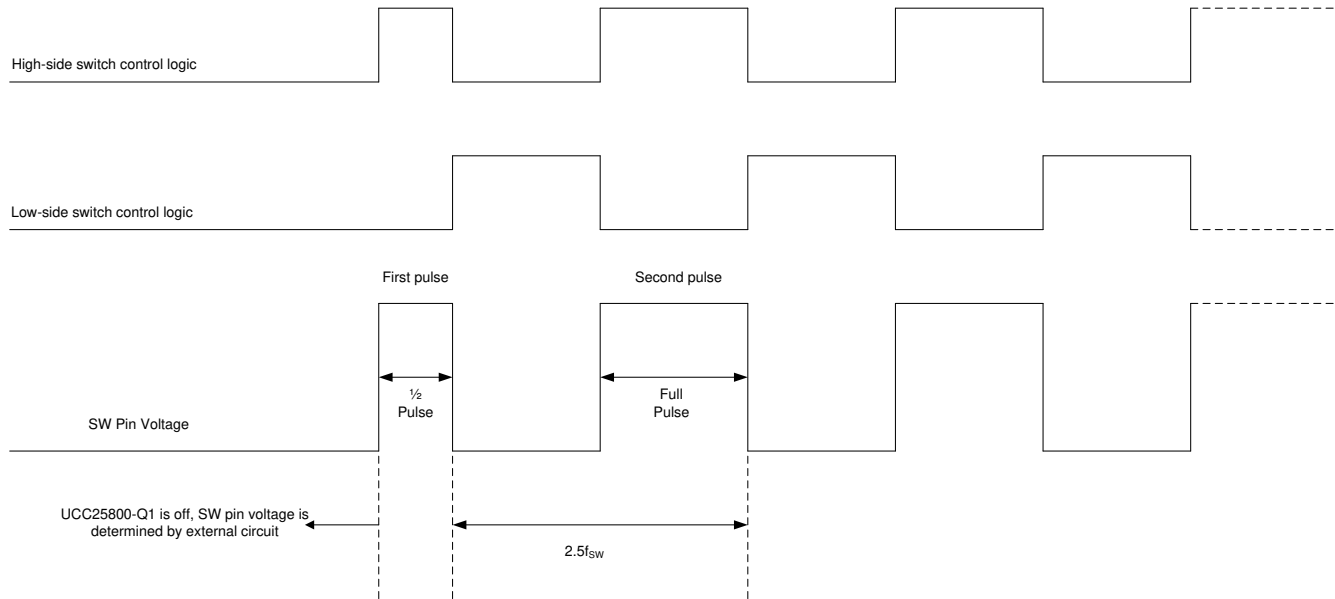 High-side switch control logic
Low-side switch control logic
First pulse
Second pulse
½
Pulse
Full
Pulse
SW Pin Voltage
UCC25800-Q1 is off, SW pin voltage is
determined by external circuit
2.5fSW